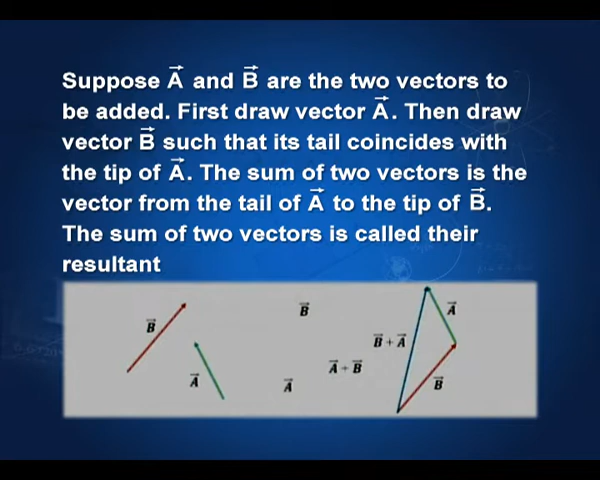 Suppose A⃗ and B⃗ are the two vectors to
be added. First draw vector A⃗. Then draw
vector B⃗ such that its tail coincides with
the tip of A⃗. The sum of two vectors is the
vector from the tail of A⃗ to the tip of B⃗.
The sum of two vectors is called their
resultant
B⃗
A⃗
B⃗
A⃗
A⃗ + B⃗
B⃗ + A⃗
A⃗
B⃗